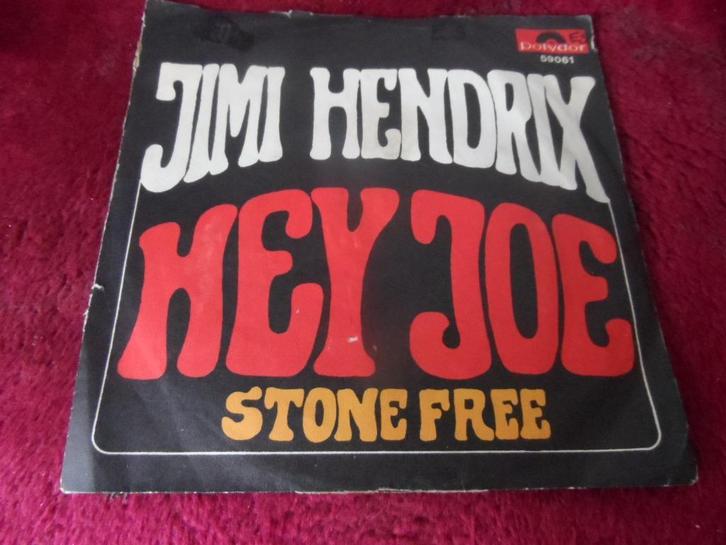 polydor
59061
JIMI HENDRIX
HEY JOE
STONE FREE